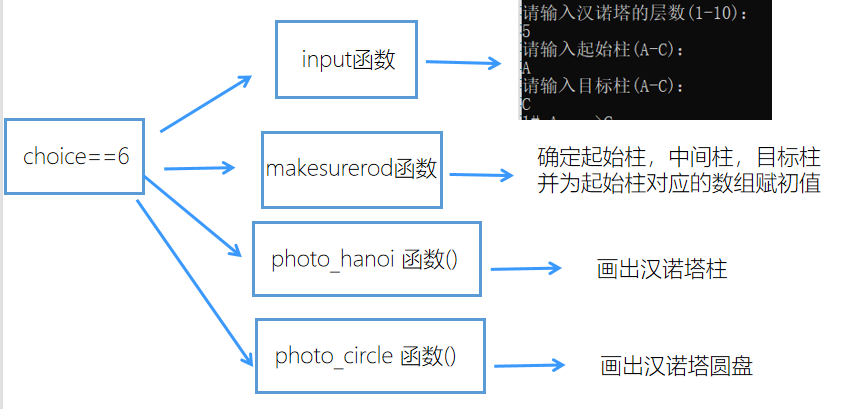 请输入汉诺塔的层数(1-10):
5
请输入起始柱(A-C):
A
请输入目标柱(A-C):
C
input函数
choice==6
makesurerod函数
确定起始柱，中间柱，目标柱
并为起始柱对应的数组赋初值
photo_hanoi 函数()
画出汉诺塔柱
photo_circle 函数()
画出汉诺塔圆盘